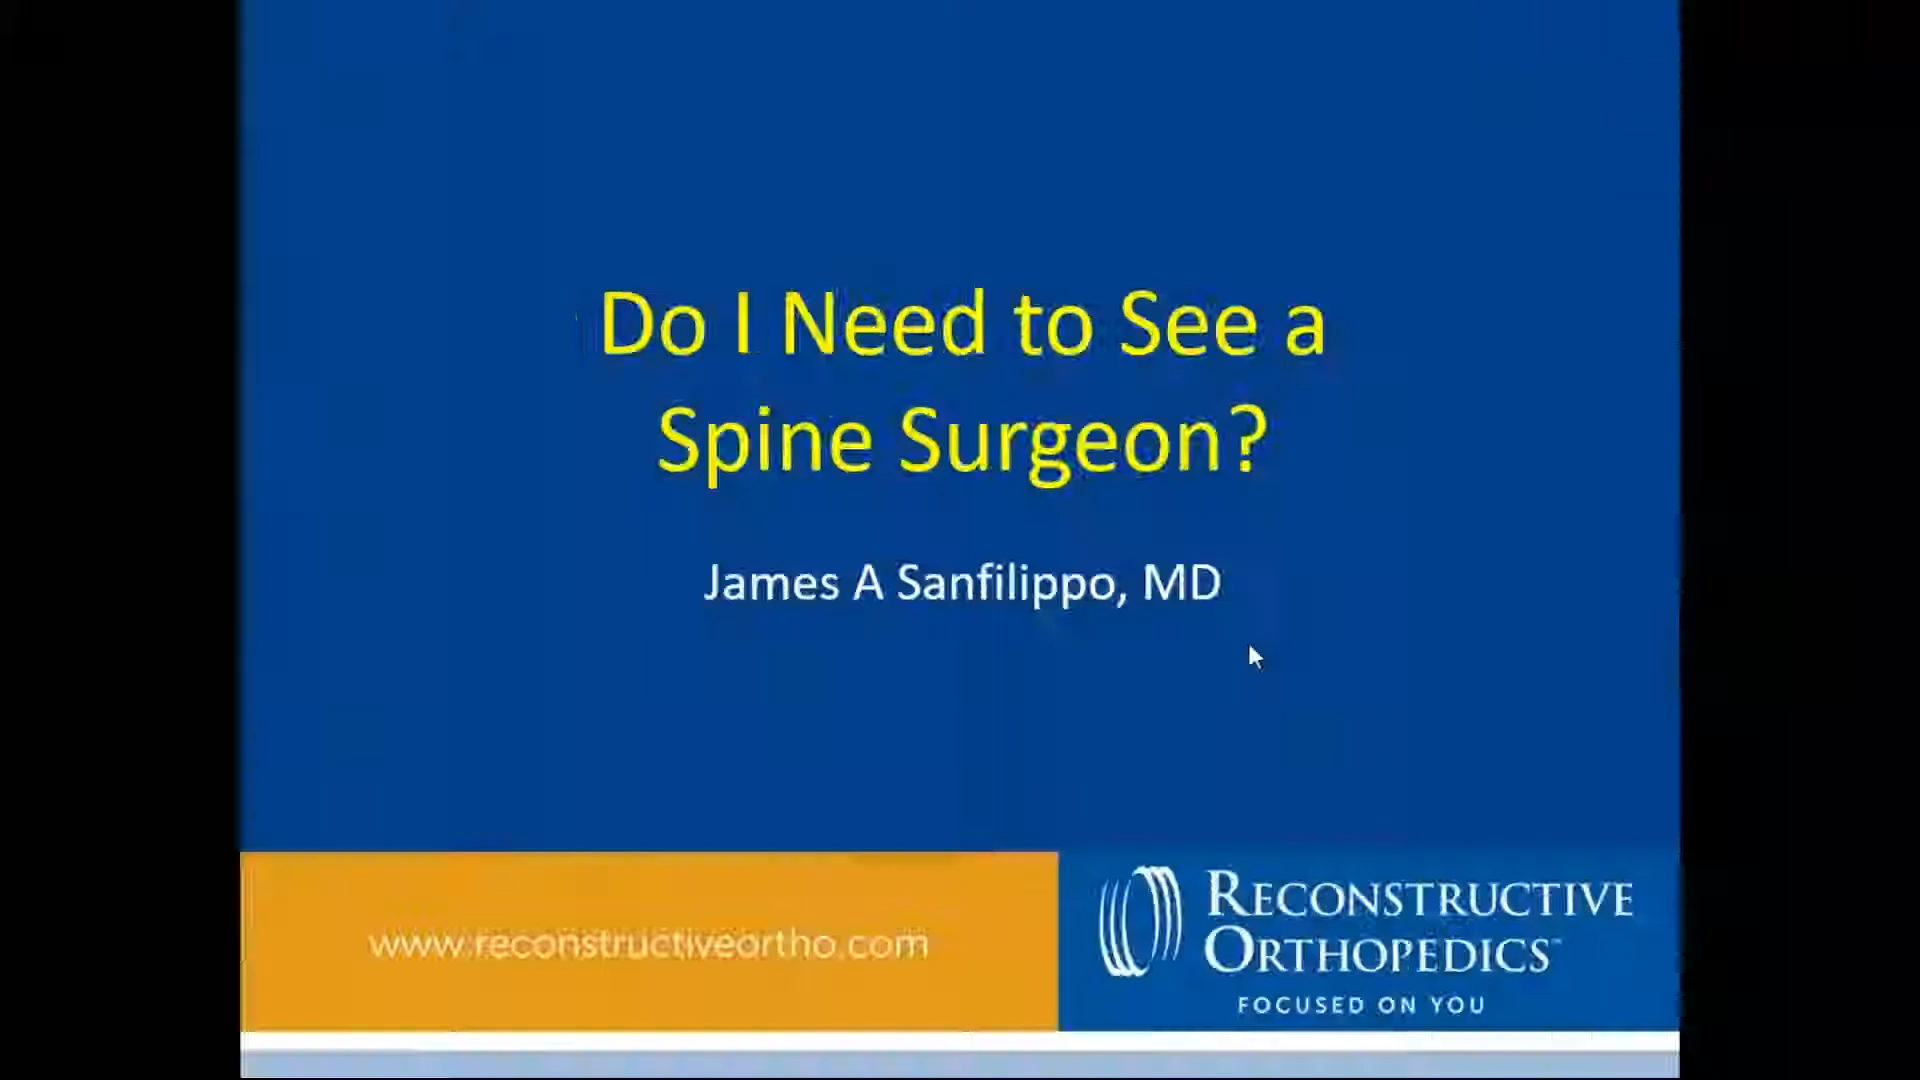 Do I Need to See a
Spine Surgeon?
James A Sanfilippo, MD
www.reconstructiveortho.com
RECONSTRUCTIVE
ORTHOPEDICS
FOCUSED ON YOU